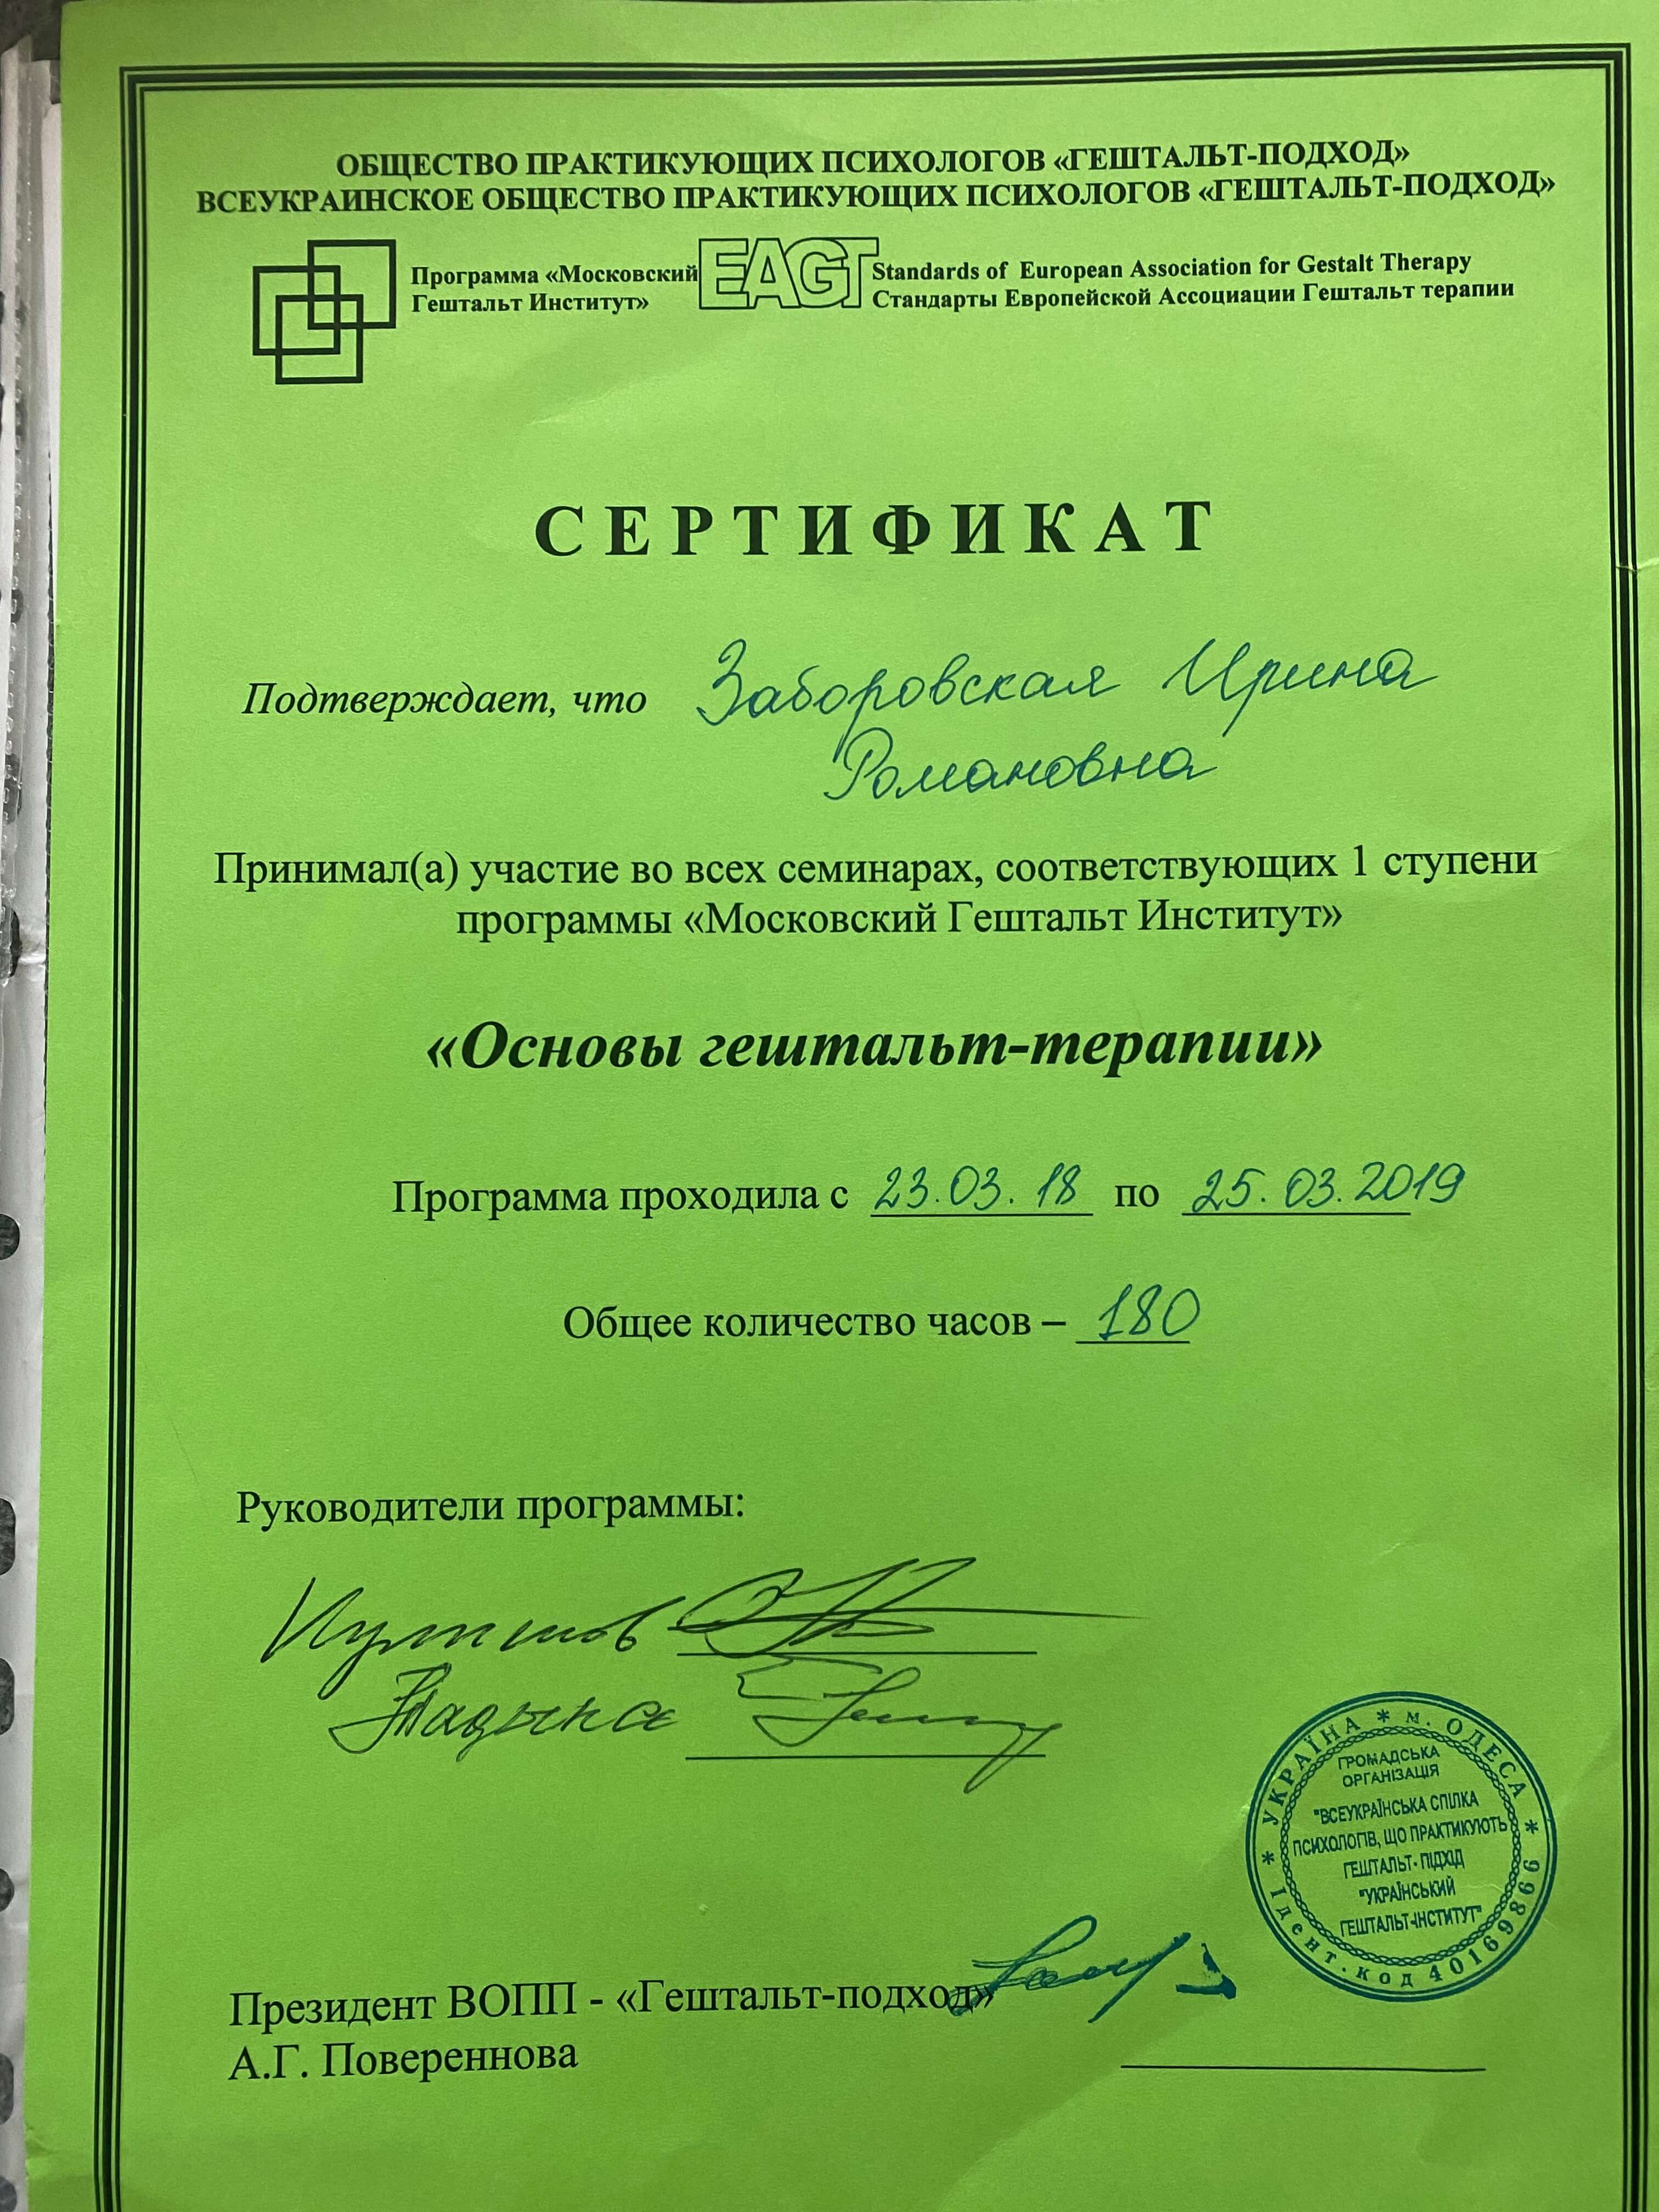 ОБЩЕСТВО ПРАКТИКУЮЩИХ ПСИХОЛОГОВ «ГЕШТАЛЬТ-ПОДХОД»
ВСЕУКРАИНСКОЕ ОБЩЕСТВО ПРАКТИКУЮЩИХ ПСИХОЛОГОВ «ГЕШТАЛЬТ-ПОДХОД»
Программа «Московский
Гештальт Институт»
EAGT
Standards of European Association for Gestalt Therapy
Стандарты Европейской Ассоциации Гештальт терапии
СЕРТИФИКАТ
Подтверждает, что Заборовская Ирина
Романовна
Принимал(а) участие во всех семинарах, соответствующих 1 ступени
программы «Московский Гештальт Институт»
«Основы гештальт-терапии»
Программа проходила с 23.03.18 по 25.03.2019
Общее количество часов – 180
Руководители программы:
УКРАЇНА * м. ОДЕСА * Ідент. код 40169866 *
ГРОМАДСЬКА
ОРГАНІЗАЦІЯ
"ВСЕУКРАЇНСЬКА СПІЛКА
ПСИХОЛОГІВ, ЩО ПРАКТИКУЮТЬ
ГЕШТАЛЬТ- ПІДХІД
"УКРАЇНСЬКИЙ
ГЕШТАЛЬТ-ІНСТИТУТ"
Президент ВОПП - «Гештальт-подход»
А.Г. Повереннова